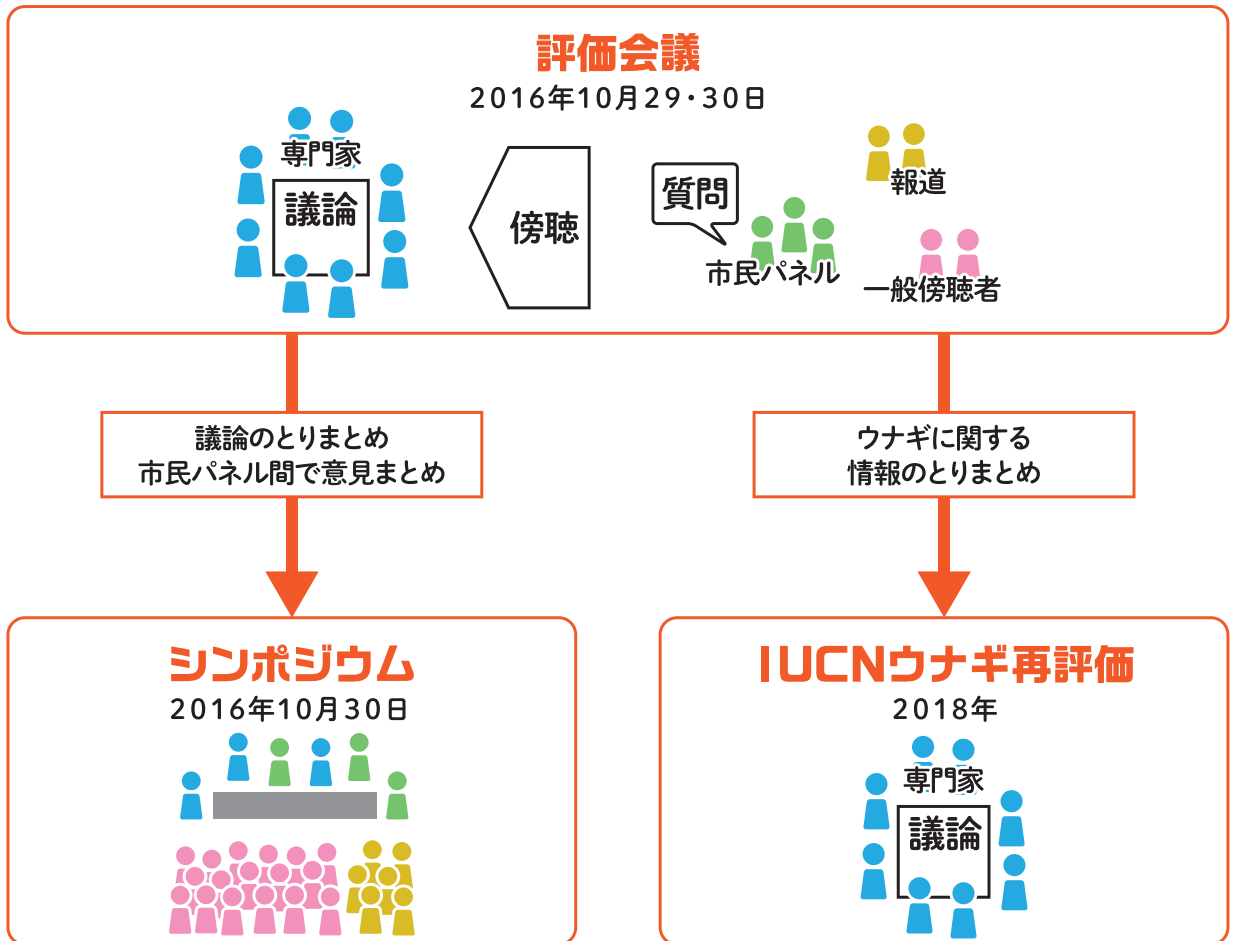 評価会議
2016年10月29・30日
専門家
議論
傍聴
質問
市民パネル
報道
一般傍聴者
議論のとりまとめ
市民パネル間で意見まとめ
ウナギに関する
情報のとりまとめ
シンポジウム
2016年10月30日
IUCNウナギ再評価
2018年
専門家
議論